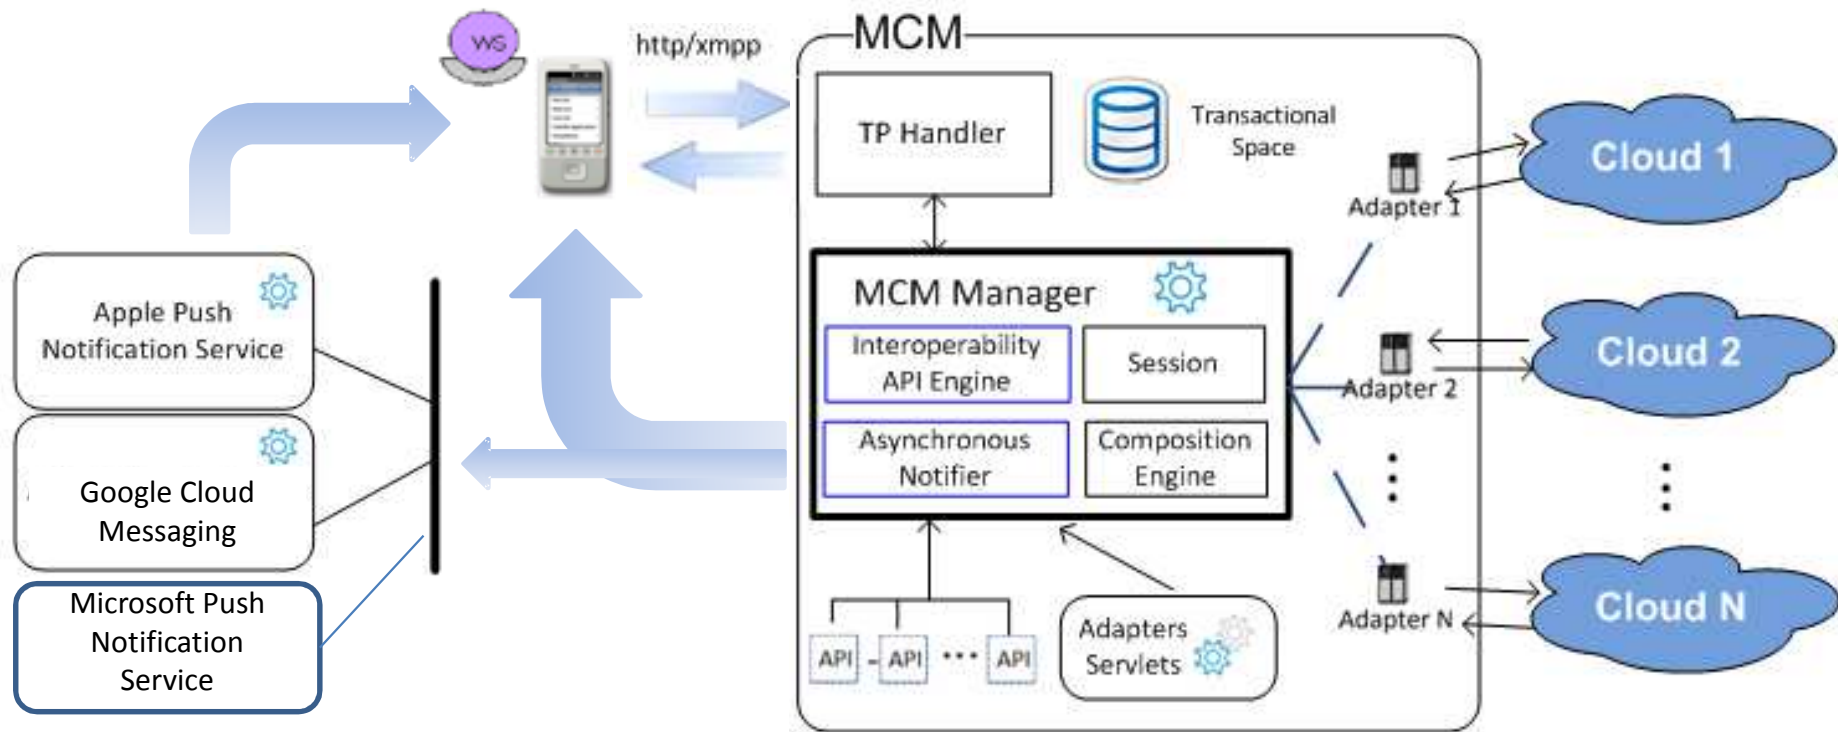 WS
http/xmpp
MCM
TP Handler
Transactional
Space
Adapter 1
Cloud 1
Apple Push
Notification Service
Google Cloud
Messaging
Microsoft Push
Notification
Service
MCM Manager
Interoperability
API Engine
Session
Asynchronous
Notifier
Composition
Engine
Adapter 2
Cloud 2
API - API ... API
Adapters
Servlets
Adapter N
Cloud N